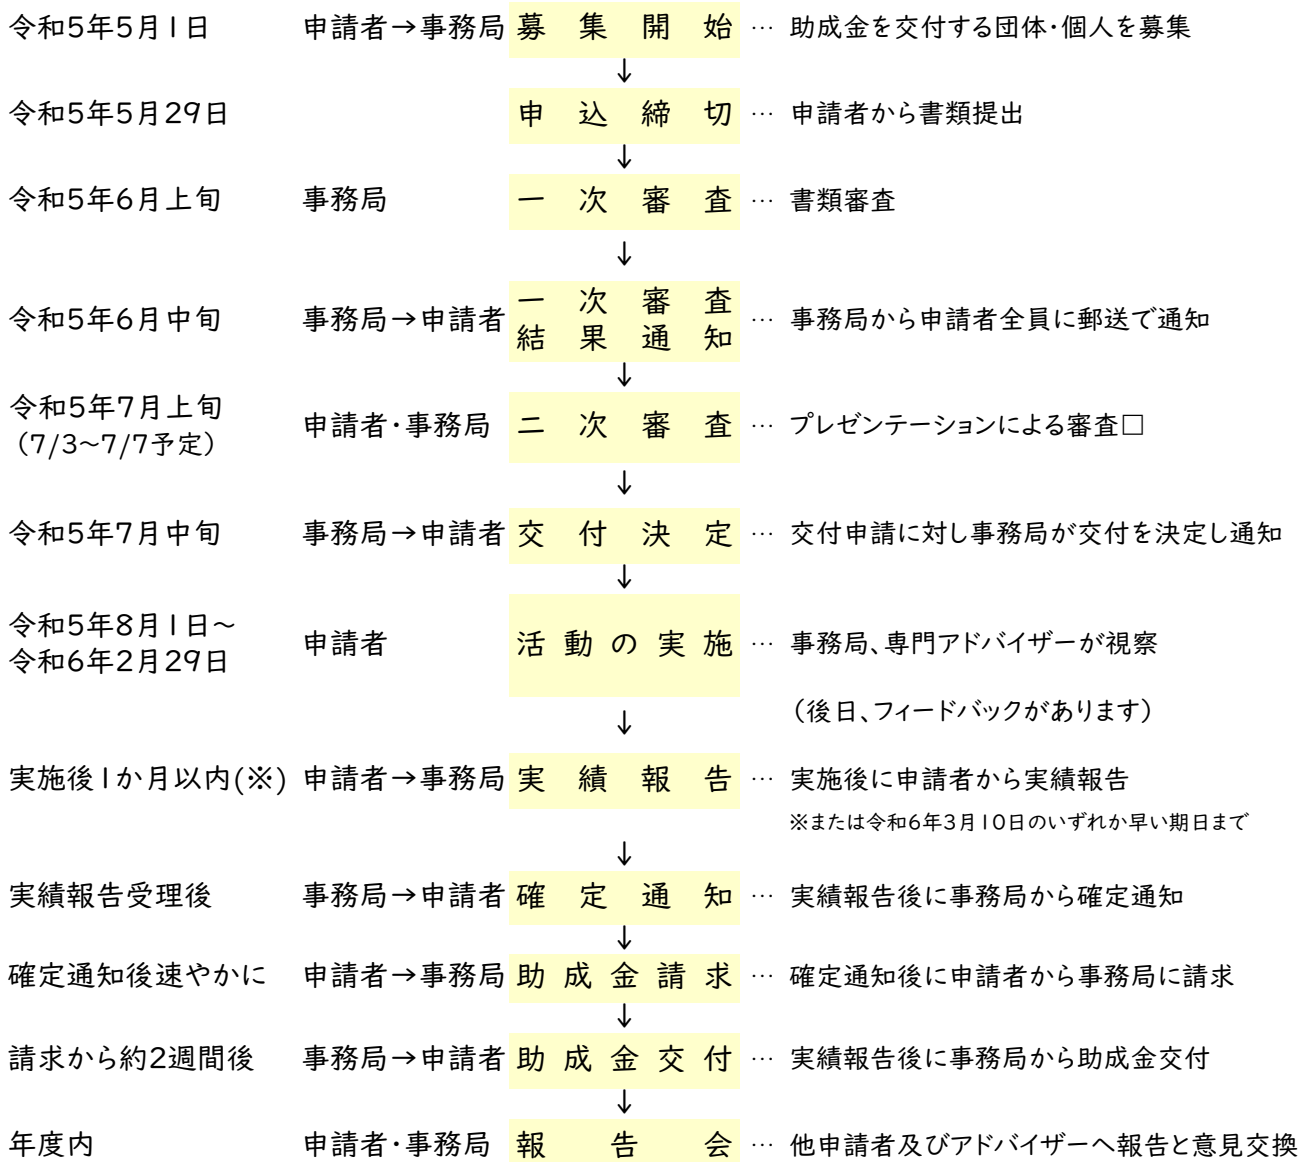 令和5年5月1日 申請者→事務局 募集開始 … 助成金を交付する団体・個人を募集
↓
令和5年5月29日 申込締切 … 申請者から書類提出
↓
令和5年6月上旬 事務局 一次審査 … 書類審査
↓
令和5年6月中旬 事務局→申請者 一次審査
結果通知 … 事務局から申請者全員に郵送で通知
↓
令和5年7月上旬
（7/3~7/7予定） 申請者・事務局 二次審査 … プレゼンテーションによる審査□
↓
令和5年7月中旬 事務局→申請者 交付決定 … 交付申請に対し事務局が交付を決定し通知
↓
令和5年8月1日～
令和6年2月29日 申請者 活動の実施 … 事務局、専門アドバイザーが視察
（後日、フィードバックがあります）
↓
実施後1か月以内(※) 申請者→事務局 実績報告 … 実施後に申請者から実績報告
※または令和6年3月10日のいずれか早い期日まで
↓
実績報告受理後 事務局→申請者 確定通知 … 実績報告後に事務局から確定通知
↓
確定通知後速やかに 申請者→事務局 助成金請求 … 確定通知後に申請者から事務局に請求
↓
請求から約2週間後 事務局→申請者 助成金交付 … 実績報告後に事務局から助成金交付
↓
年度内 申請者・事務局 報告会 … 他申請者及びアドバイザーへ報告と意見交換